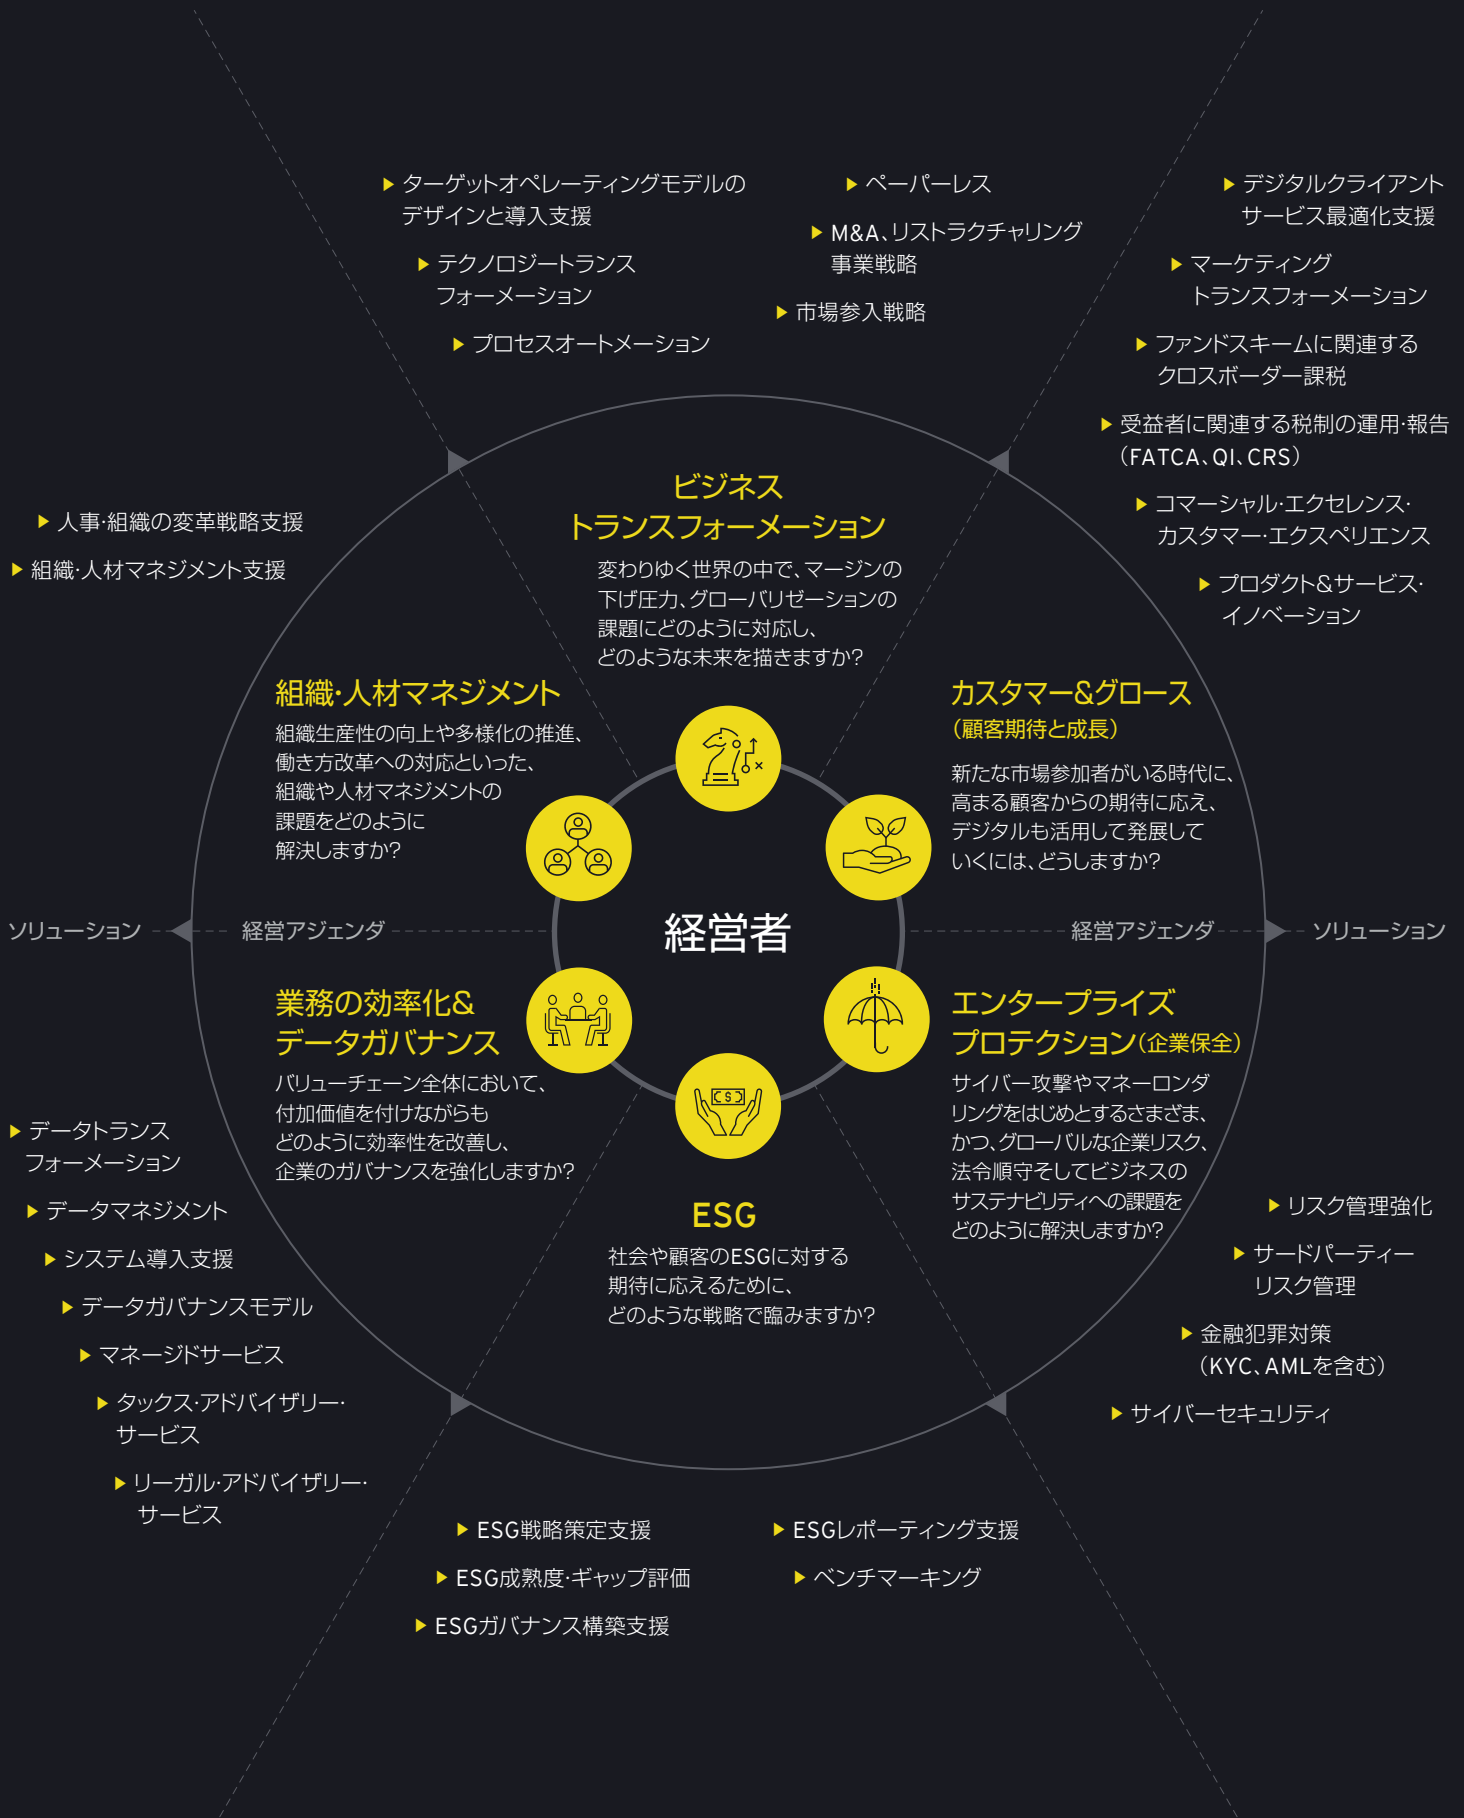 ターゲットオペレーティングモデルの
デザインと導入支援
テクノロジートランス
フォーメーション
プロセスオートメーション
ペーパーレス
M&A、リストラクチャリング
事業戦略
市場参入戦略
デジタルクライアント
サービス最適化支援
マーケティング
トランスフォーメーション
ファンドスキームに関連する
クロスボーダー課税
受益者に関連する税制の運用・報告
（FATCA、QI、CRS）
コマーシャル・エクセレンス・
カスタマー・エクスペリエンス
プロダクト&サービス・
イノベーション
人事・組織の変革戦略支援
組織・人材マネジメント支援
ビジネス
トランスフォーメーション
変わりゆく世界の中で、マージンの
下げ圧力、グローバリゼーションの
課題にどのように対応し、
どのような未来を描きますか？
組織・人材マネジメント
組織生産性の向上や多様化の推進、
働き方改革への対応といった、
組織や人材マネジメントの
課題をどのように
解決しますか？
カスタマー&グロース
（顧客期待と成長）
新たな市場参加者がいる時代に、
高まる顧客からの期待に応え、
デジタルも活用して発展して
いくには、どうしますか？
ソリューション
経営アジェンダ
経営者
経営アジェンダ
ソリューション
業務の効率化&
データガバナンス
バリューチェーン全体において、
付加価値を付けながらも
どのように効率性を改善し、
企業のガバナンスを強化しますか？
エンタープライズ
プロテクション（企業保全）
サイバー攻撃やマネーロンダ
リングをはじめとするさまざま、
かつ、グローバルな企業リスク、
法令順守そしてビジネスの
サステナビリティへの課題を
どのように解決しますか？
ESG
社会や顧客のESGに対する
期待に応えるために、
どのような戦略で臨みますか？
データトランス
フォーメーション
データマネジメント
システム導入支援
データガバナンスモデル
マネージドサービス
タックス・アドバイザリー・
サービス
リーガル・アドバイザリー・
サービス
リスク管理強化
サードパーティー
リスク管理
金融犯罪対策
（KYC、AMLを含む）
サイバーセキュリティ
ESG戦略策定支援
ESG成熟度・ギャップ評価
ESGガバナンス構築支援
ESGレポーティング支援
ベンチマーキング